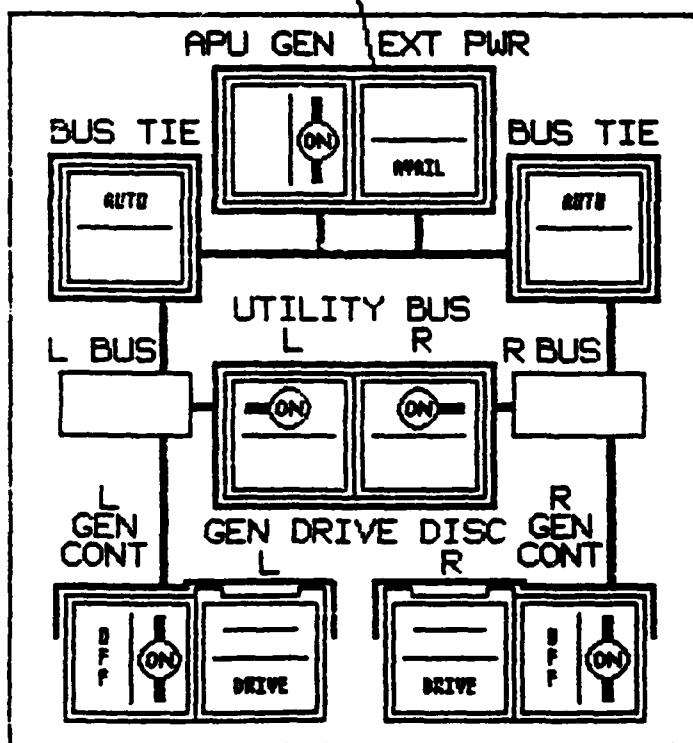 APU GEN EXT PWR
ON
AVAIL
BUS TIE
BUS TIE
AUTO
AUTO
UTILITY BUS
L R
L BUS
R BUS
ON
ON
L GEN CONT
R GEN CONT
GEN DRIVE DISC
L R
OFF
ON
DRIVE
DRIVE
OFF
ON